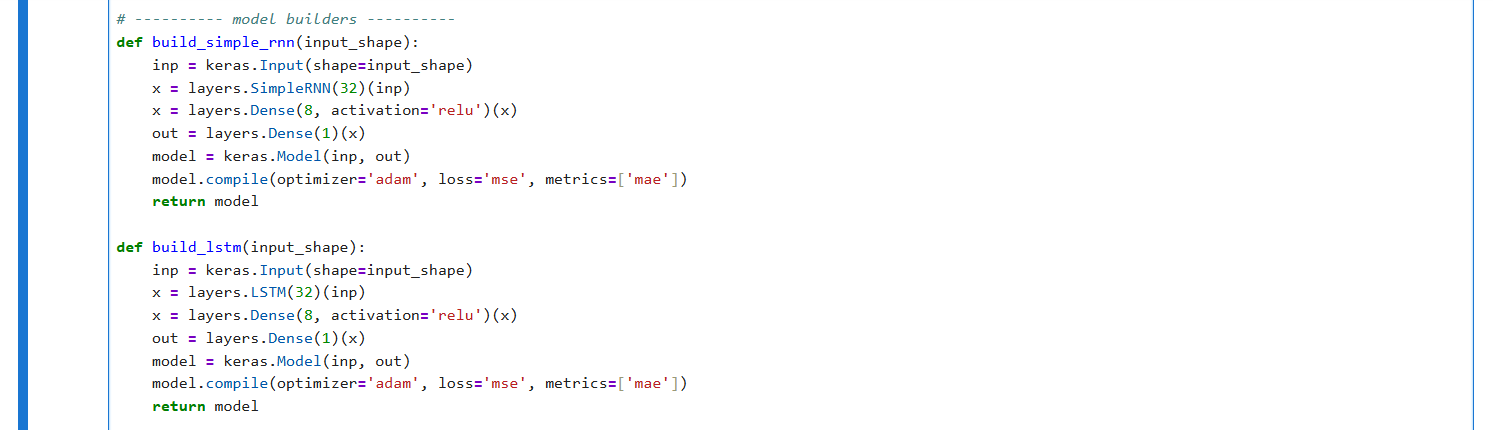 # ---------- model builders ----------
def build_simple_rnn(input_shape):
    inp = keras.Input(shape=input_shape)
    x = layers.SimpleRNN(32)(inp)
    x = layers.Dense(8, activation='relu')(x)
    out = layers.Dense(1)(x)
    model = keras.Model(inp, out)
    model.compile(optimizer='adam', loss='mse', metrics=['mae'])
    return model

def build_lstm(input_shape):
    inp = keras.Input(shape=input_shape)
    x = layers.LSTM(32)(inp)
    x = layers.Dense(8, activation='relu')(x)
    out = layers.Dense(1)(x)
    model = keras.Model(inp, out)
    model.compile(optimizer='adam', loss='mse', metrics=['mae'])
    return model